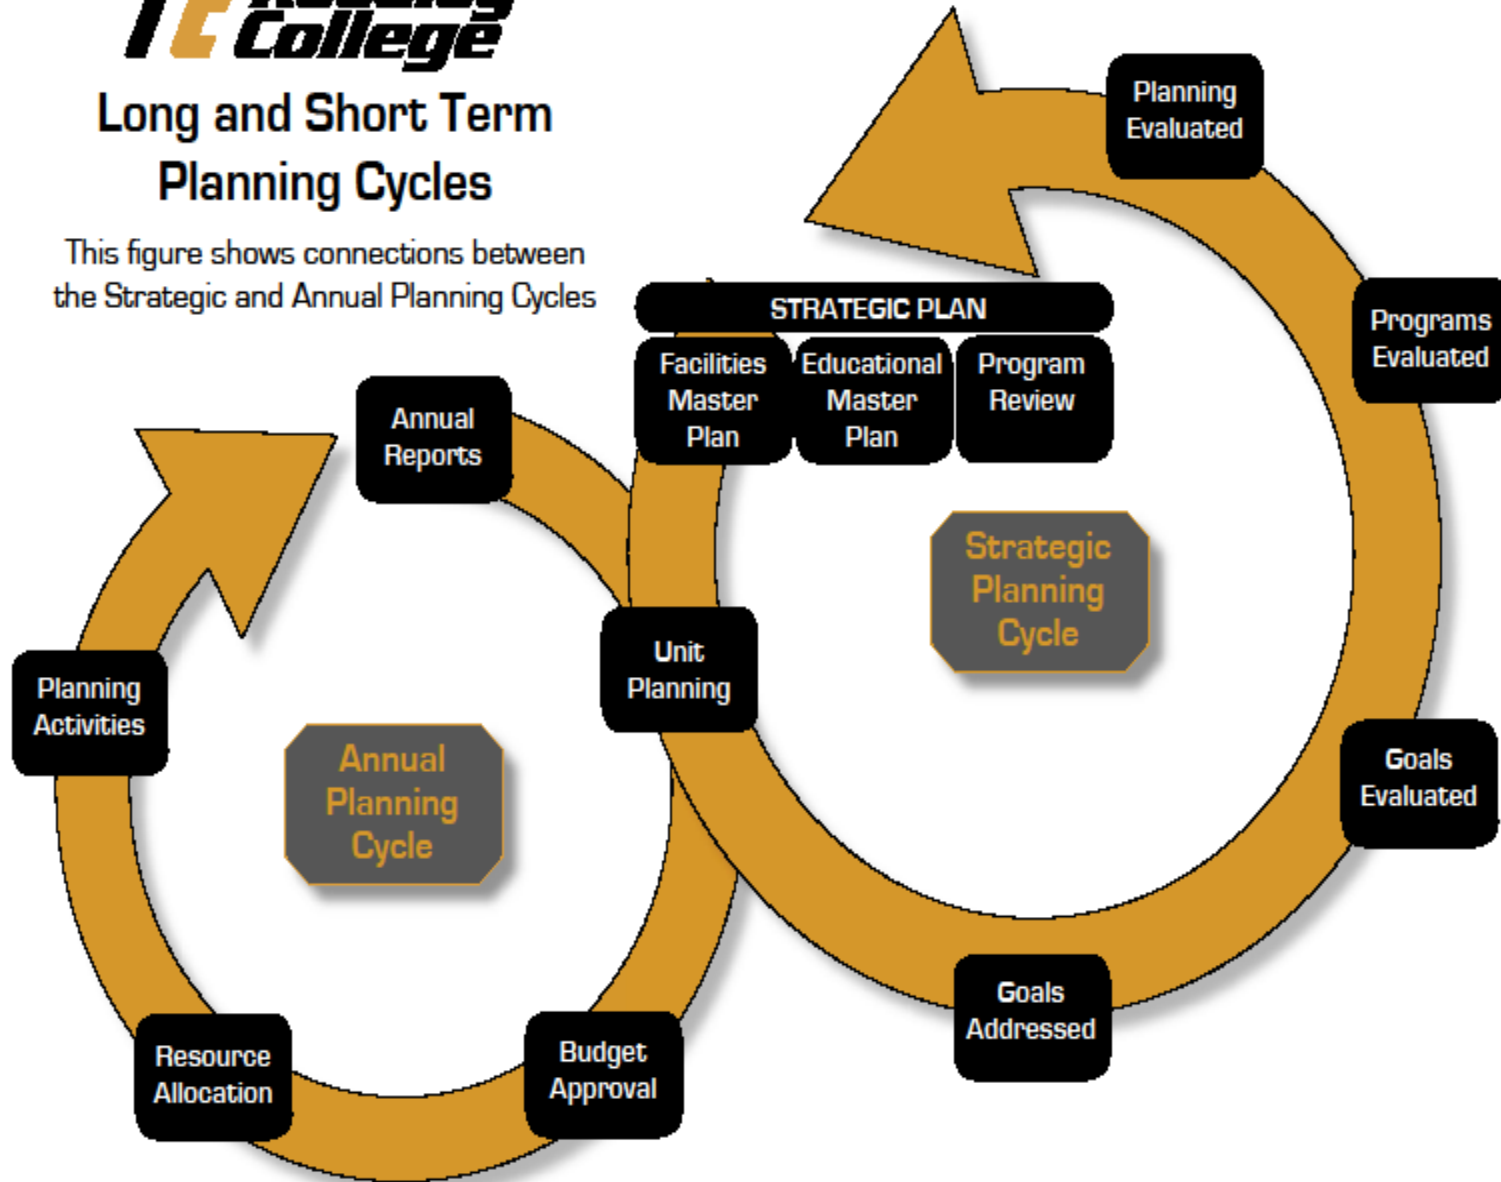 College
Long and Short Term
Planning Cycles
This figure shows connections between
the Strategic and Annual Planning Cycles
Planning
Evaluated
Programs
Evaluated
STRATEGIC PLAN
Facilities
Master
Plan
Educational
Master
Plan
Program
Review
Annual
Reports
Strategic
Planning
Cycle
Unit
Planning
Planning
Activities
Annual
Planning
Cycle
Goals
Evaluated
Goals
Addressed
Resource
Allocation
Budget
Approval